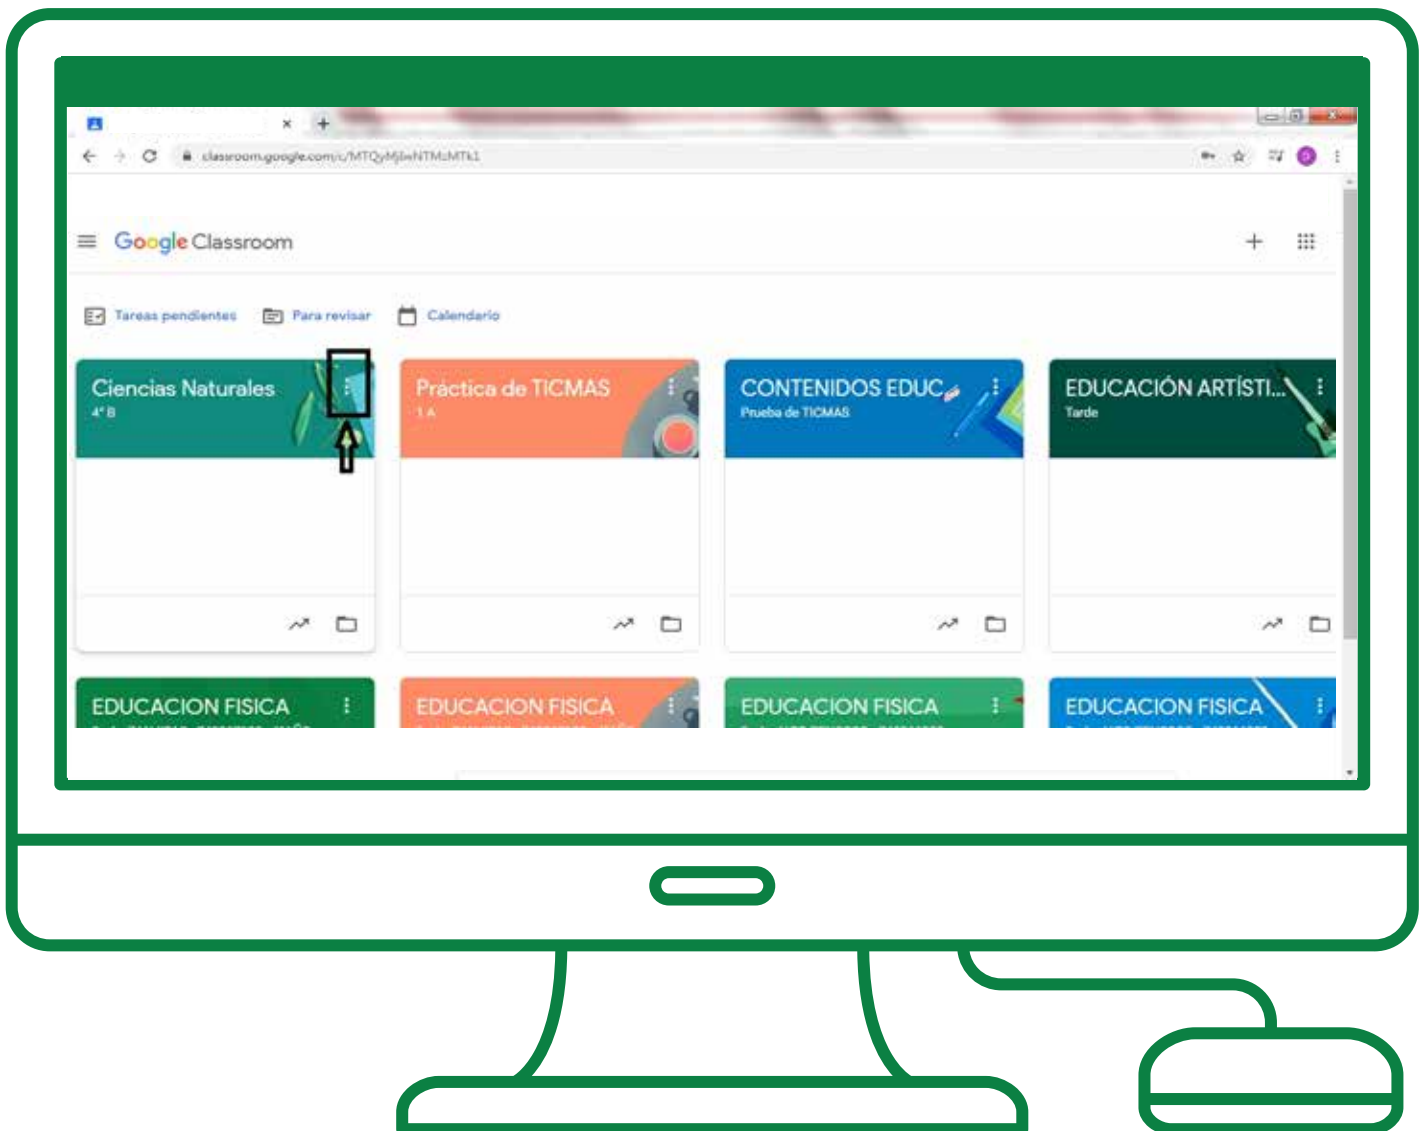 Google Classroom
Tareas pendientes Para revisar Calendario
Ciencias Naturales
4° B
Práctica de TICMAS
1 A
CONTENIDOS EDUC
Prueba de TICMAS
EDUCACIÓN ARTÍSTI...
Tarde
EDUCACION FISICA
EDUCACION FISICA
EDUCACION FISICA
EDUCACION FISICA